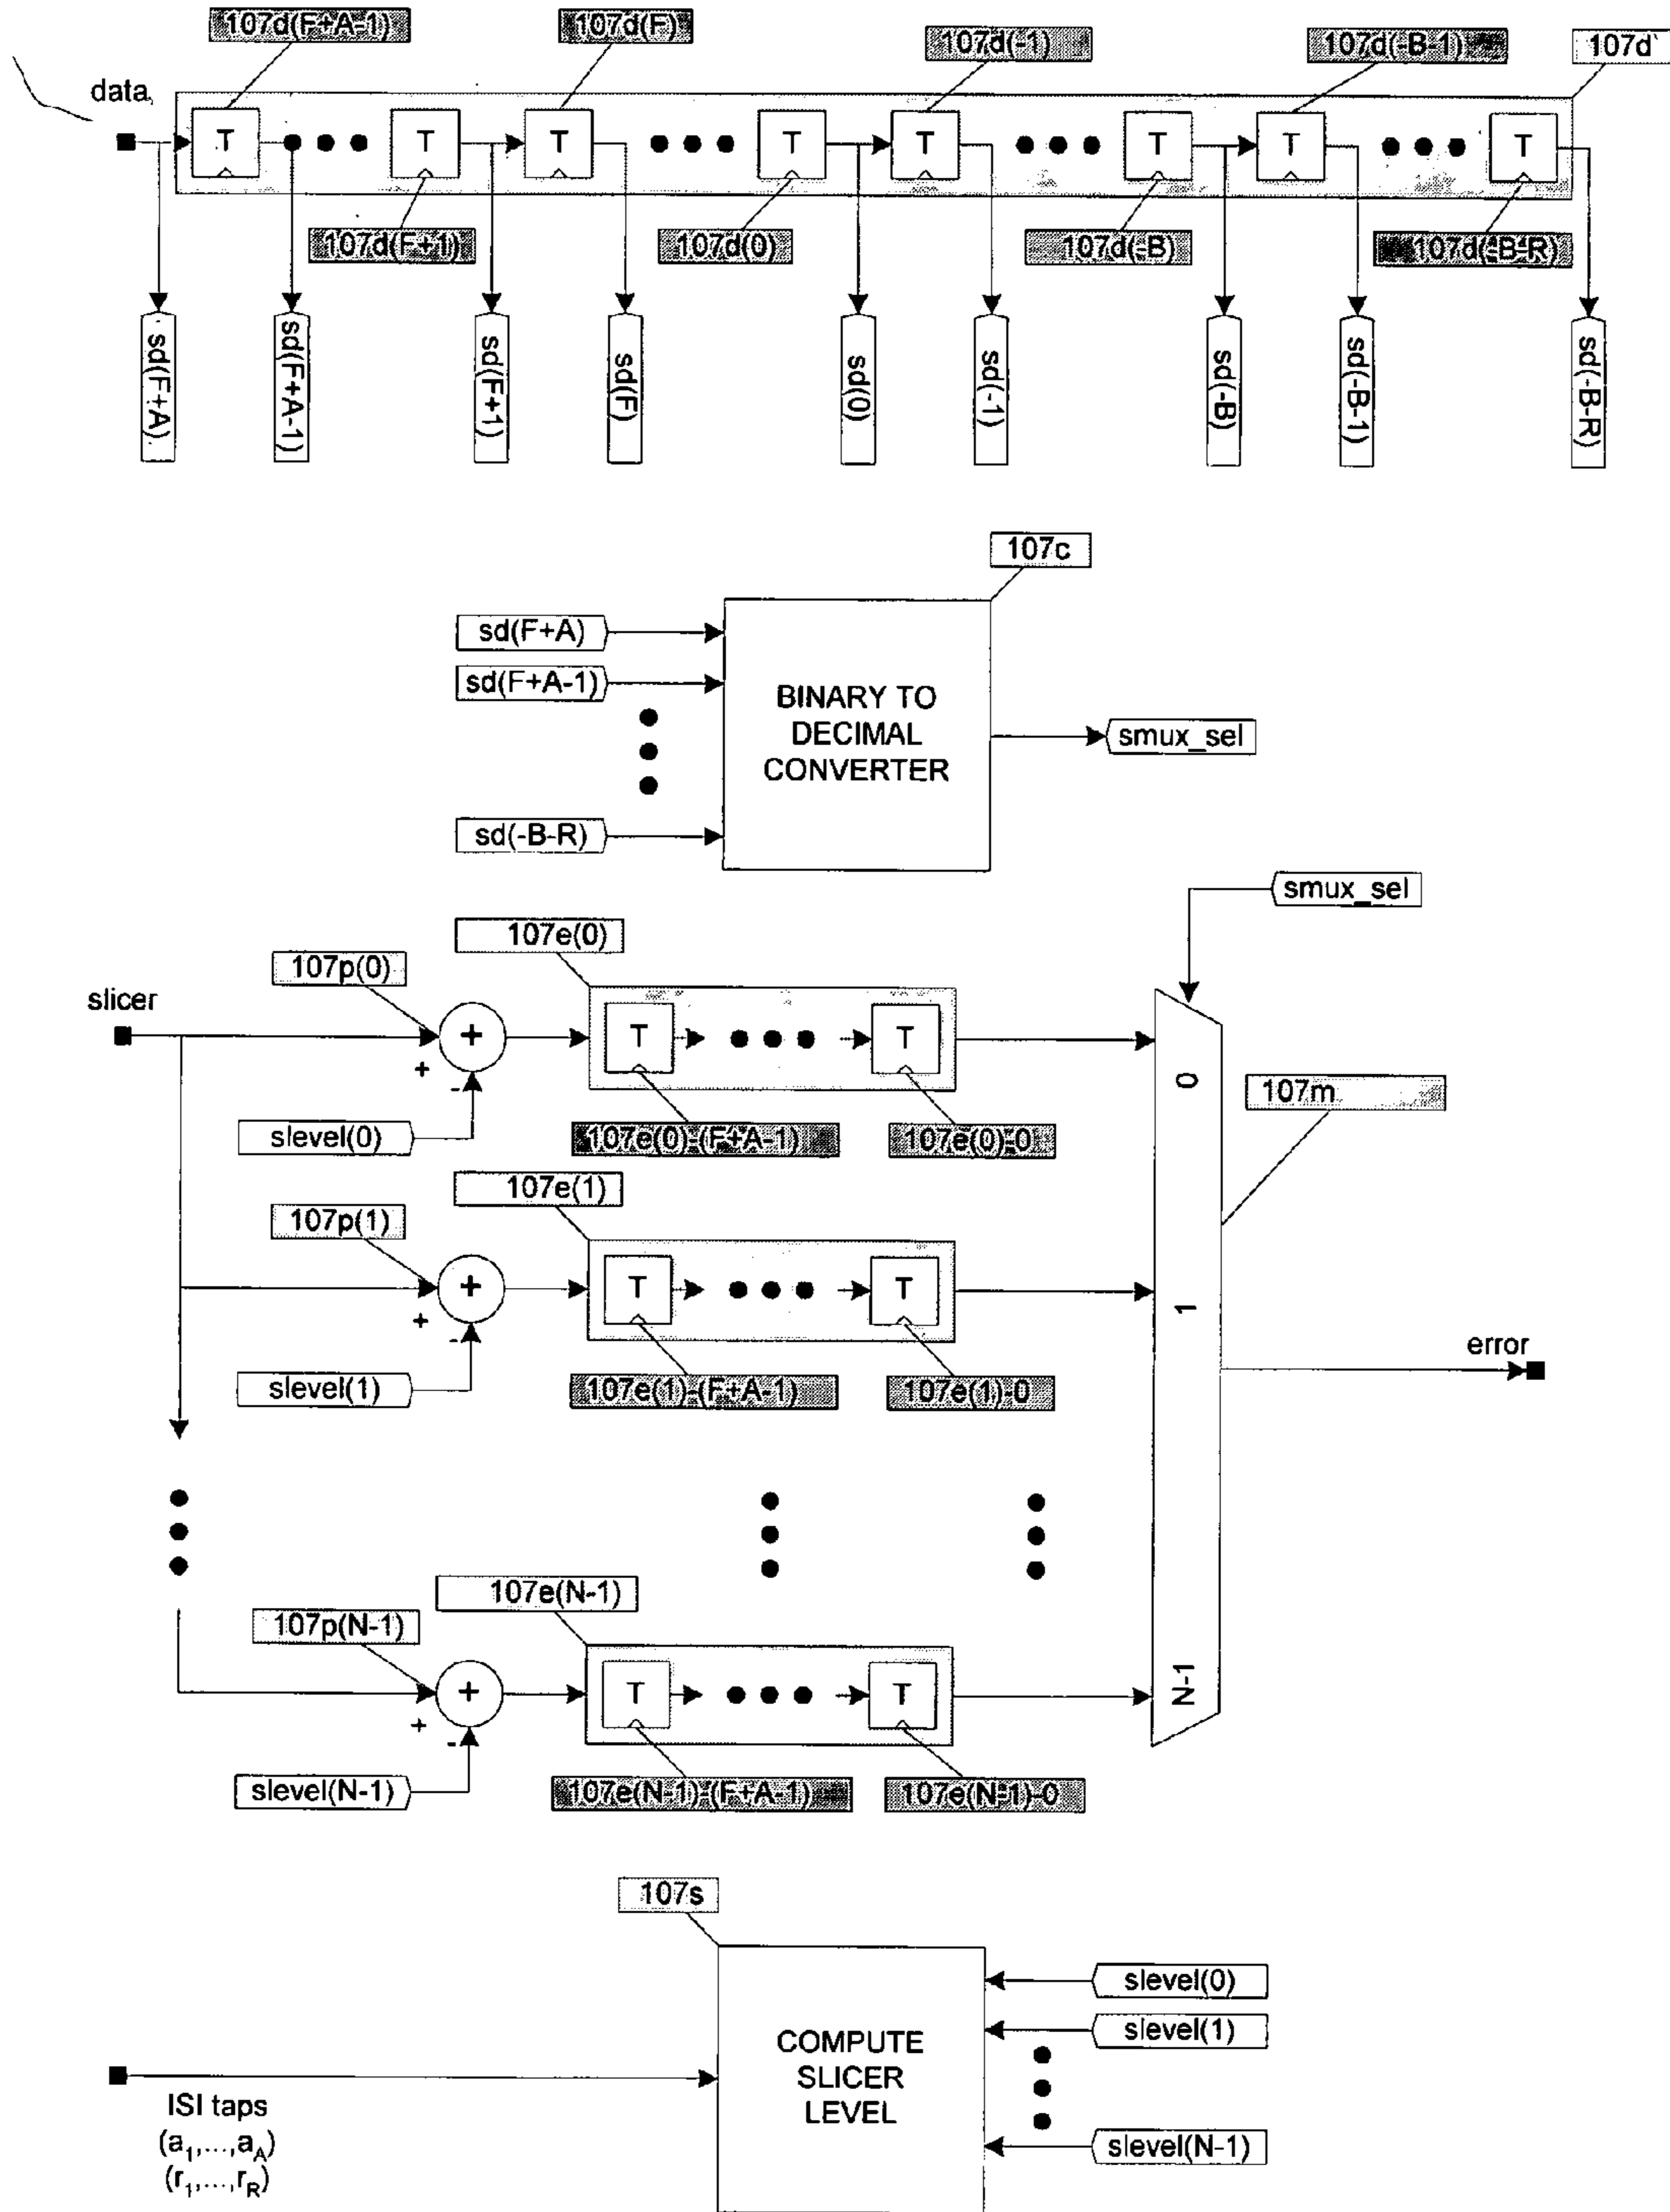 107d(F+A-1)
107d(F)
107d(-1)
107d(-B-1)
107d`
data
T
T
T
T
T
T
T
T
107d(F+1)
107d(0)
107d(-B)
107d(-B-R)
sd(F+A)
sd(F+A-1)
sd(F+1)
sd(F)
sd(0)
sd(-1)
sd(-B)
sd(-B-1)
sd(-B-R)
107c
sd(F+A)
sd(F+A-1)
sd(-B-R)
BINARY TO
DECIMAL
CONVERTER
smux_sel
smux_sel
107e(0)
107p(0)
slicer
+
+
-
T
T
0
107m
slevel(0)
107e(0)-(F+A-1)
107e(0)-0
107e(1)
107p(1)
+
+
-
T
T
1
error
slevel(1)
107e(1)-(F+A-1)
107e(1)-0
107e(N-1)
107p(N-1)
+
+
-
T
T
N-1
slevel(N-1)
107e(N-1)-(F+A-1)
107e(N-1)-0
107s
COMPUTE
SLICER
LEVEL
slevel(0)
slevel(1)
slevel(N-1)
ISI taps
(a₁,...,a_A)
(r₁,...,r_R)